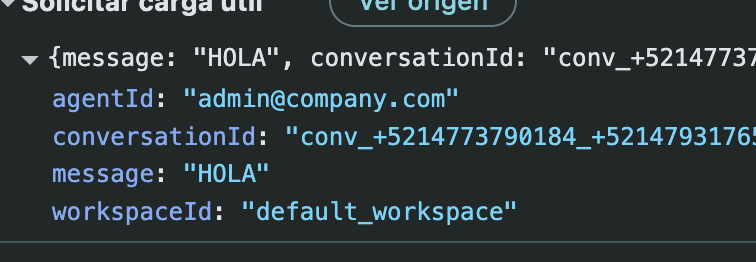 Solicitar carga útil
Ver origen
{message: "HOLA", conversationId: "conv_+52147737
agentId: "admin@company.com"
conversationId: "conv_+5214773790184_+52147931765
message: "HOLA"
workspaceId: "default_workspace"